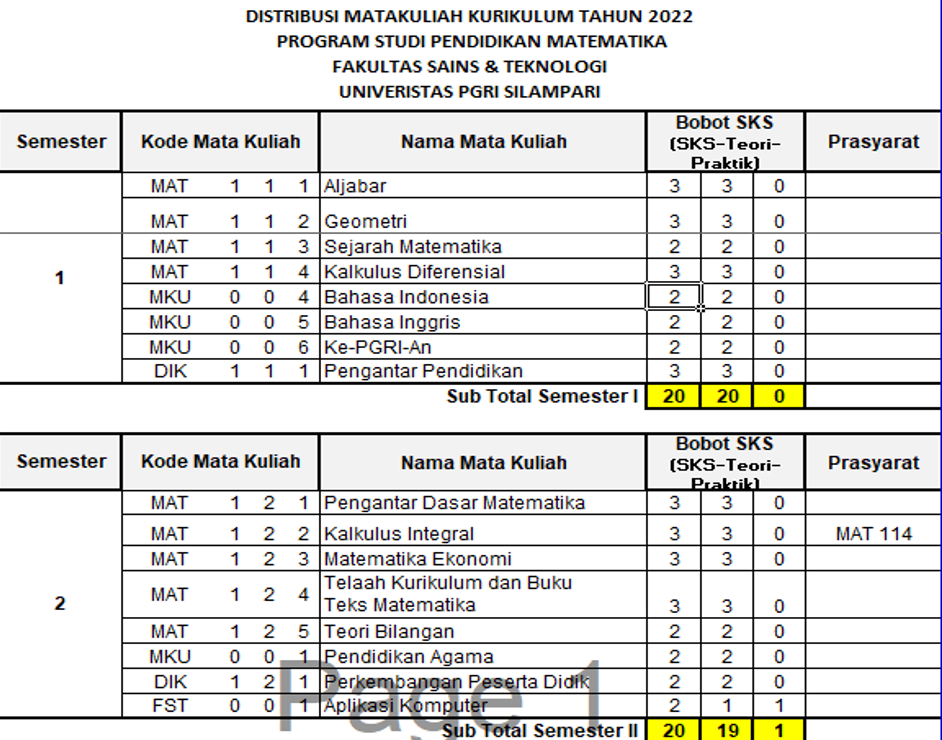 DISTRIBUSI MATAKULIAH KURIKULUM TAHUN 2022
PROGRAM STUDI PENDIDIKAN MATEMATIKA
FAKULTAS SAINS & TEKNOLOGI
UNIVERISTAS PGRI SILAMPARI
Semester Kode Mata Kuliah Nama Mata Kuliah Bobot SKS (SKS-Teori-Praktik) Prasyarat
MAT 1 1 1 Aljabar 3 3 0
MAT 1 1 2 Geometri 3 3 0
MAT 1 1 3 Sejarah Matematika 2 2 0
1 MAT 1 1 4 Kalkulus Diferensial 3 3 0
MKU 0 0 4 Bahasa Indonesia 2 2 0
MKU 0 0 5 Bahasa Inggris 2 2 0
MKU 0 0 6 Ke-PGRI-An 2 2 0
DIK 1 1 1 Pengantar Pendidikan 3 3 0
Sub Total Semester I 20 20 0
Semester Kode Mata Kuliah Nama Mata Kuliah Bobot SKS (SKS-Teori-Praktik) Prasyarat
MAT 1 2 1 Pengantar Dasar Matematika 3 3 0
MAT 1 2 2 Kalkulus Integral 3 3 0 MAT 114
MAT 1 2 3 Matematika Ekonomi 3 3 0
2 MAT 1 2 4 Telaah Kurikulum dan Buku Teks Matematika 3 3 0
MAT 1 2 5 Teori Bilangan 2 2 0
MKU 0 0 1 Pendidikan Agama 2 2 0
DIK 1 2 1 Perkembangan Peserta Didik 2 2 0
FST 0 0 1 Aplikasi Komputer 2 1 1
Sub Total Semester II 20 19 1
Page 1